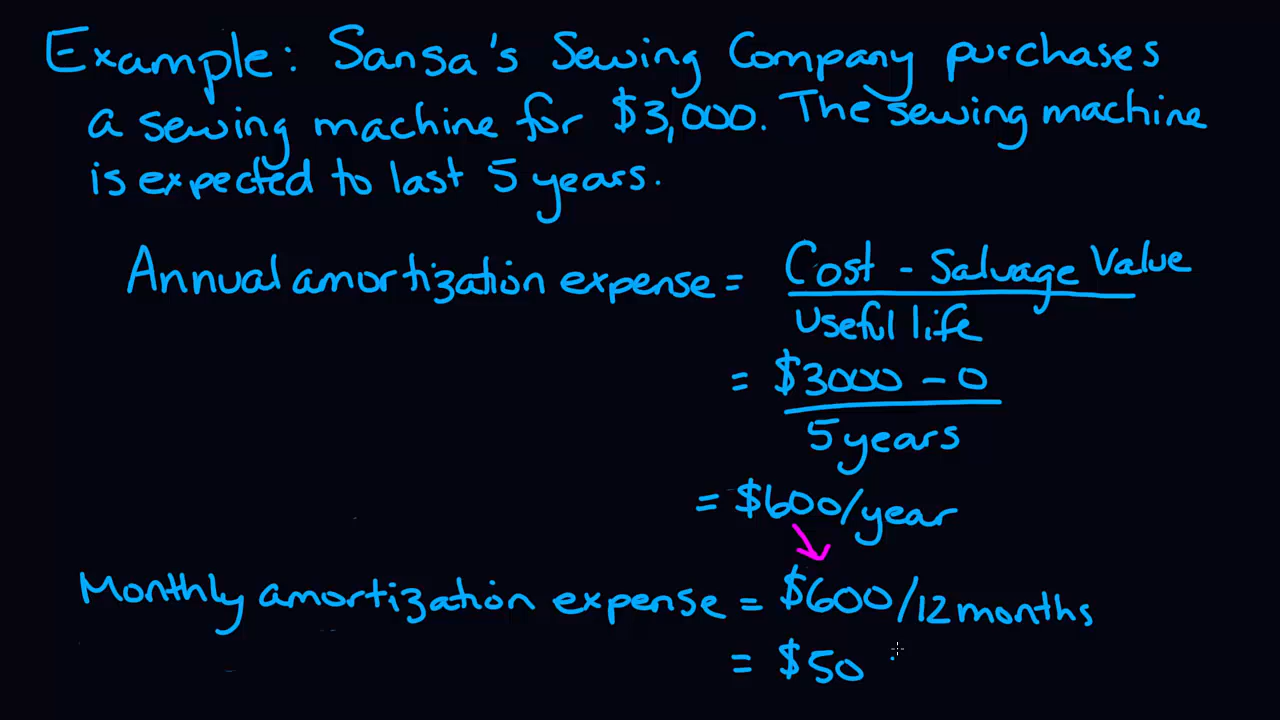 Example: Sansa's Sewing Company purchases
a sewing machine for $3,000. The sewing machine
is expected to last 5 years.
Annual amortization expense = Cost - Salvage Value
Useful life
= $3000 - 0
5 years
= $600/year
Monthly amortization expense = $600/12 months
= $50